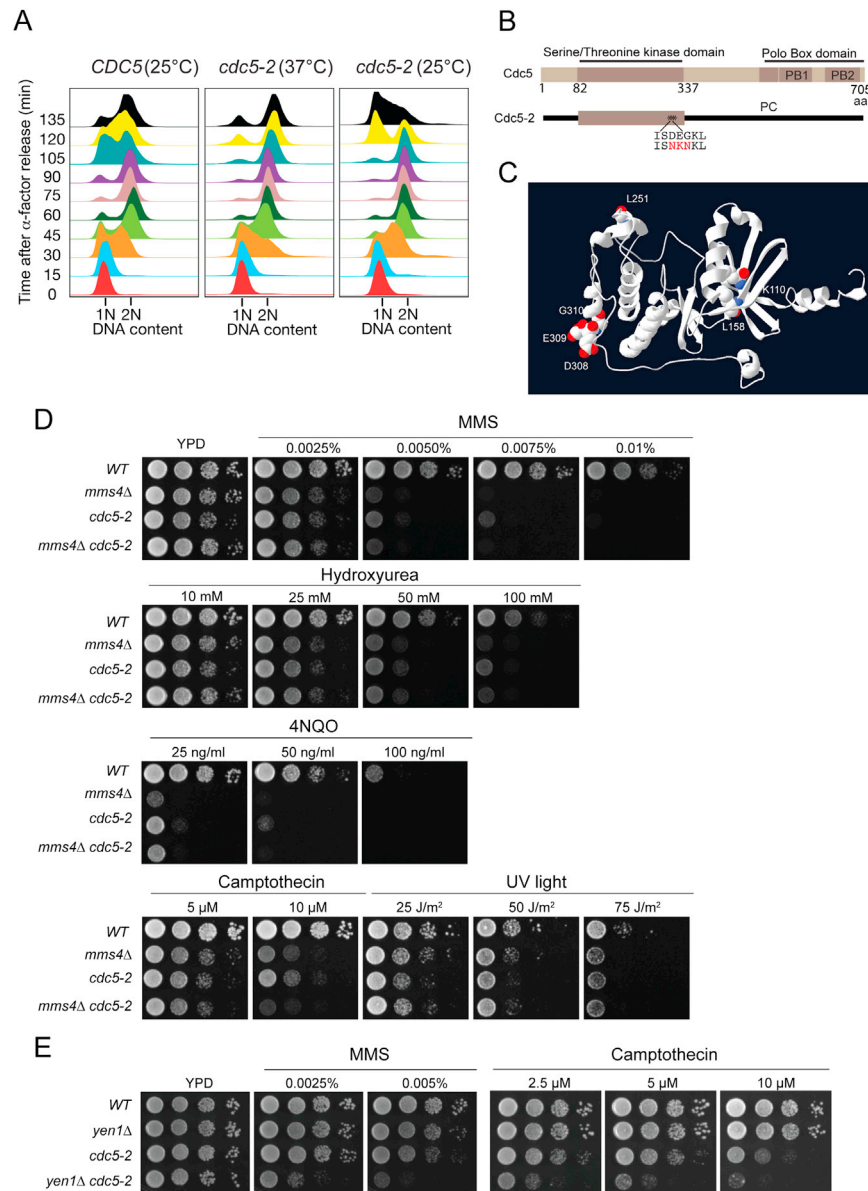 A
CDC5 (25°C) cdc5-2 (37°C) cdc5-2 (25°C)
Time after α-factor release (min)
135
120
105
90
75
60
45
30
15
0
1N 2N 1N 2N 1N 2N
DNA content DNA content DNA content
B
Serine/Threonine kinase domain Polo Box domain
Cdc5 PB1 PB2
1 82 337 705
aa
Cdc5-2 PC
ISDEGKL
ISNKNKL
C
L251
K110
G310
L158
E309
D308
D
MMS
YPD 0.0025% 0.0050% 0.0075% 0.01%
WT
mms4Δ
cdc5-2
mms4Δ cdc5-2
Hydroxyurea
10 mM 25 mM 50 mM 100 mM
WT
mms4Δ
cdc5-2
mms4Δ cdc5-2
4NQO
25 ng/ml 50 ng/ml 100 ng/ml
WT
mms4Δ
cdc5-2
mms4Δ cdc5-2
Camptothecin UV light
5 µM 10 µM 25 J/m² 50 J/m² 75 J/m²
WT
mms4Δ
cdc5-2
mms4Δ cdc5-2
E
MMS Camptothecin
YPD 0.0025% 0.005% 2.5 µM 5 µM 10 µM
WT
yen1Δ
cdc5-2
yen1Δ cdc5-2